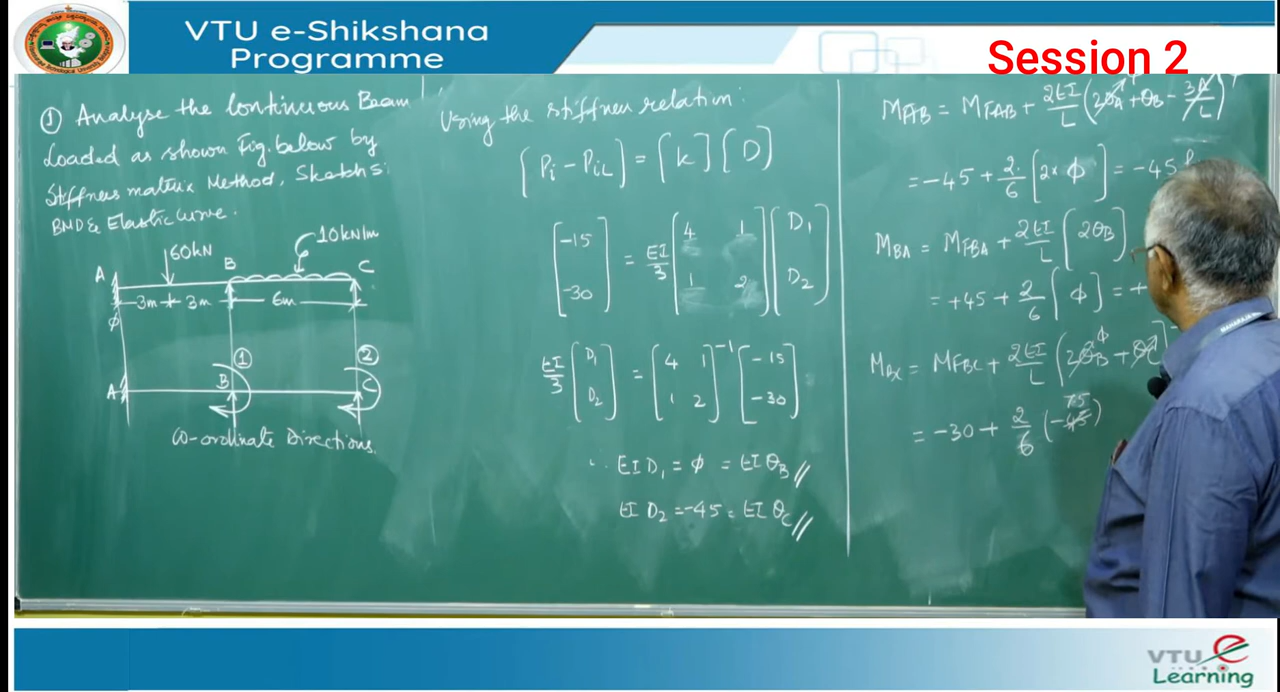 VTU e-Shikshana
Programme
Session 2
① Analyse the Continuous Beam
Loaded as shown Fig. below by
Stiffness matrix Method, Sketch
BMD & Elastic Curve.
60kN
10kN/m
A B C
3m 3m 6m
① ②
A B C
Co-ordinate Directions.
Using the stiffness relation:
[Pi - PiL] = [K] [D]
[-15 -30] = EI/3 [4 1 1 2] [D1 D2]
EI/3 [D1 D2] = [4 1 1 2]⁻¹ [-15 -30]
∴ EI D1 = ϕ = EI θB //
EI D2 = -45 = EI θC //
MAB = MFAB + 2EI/L (2θA + θB - 3Δ/L)
= -45 + 2/6 [2× ϕ] = -45
MBA = MFBA + 2EI/L [2θB]
= +45 + 2/6 [ϕ] = +
MBC = MFBC + 2EI/L [2θB + θC]
= -30 + 2/6 (-45)
VTU
Learning